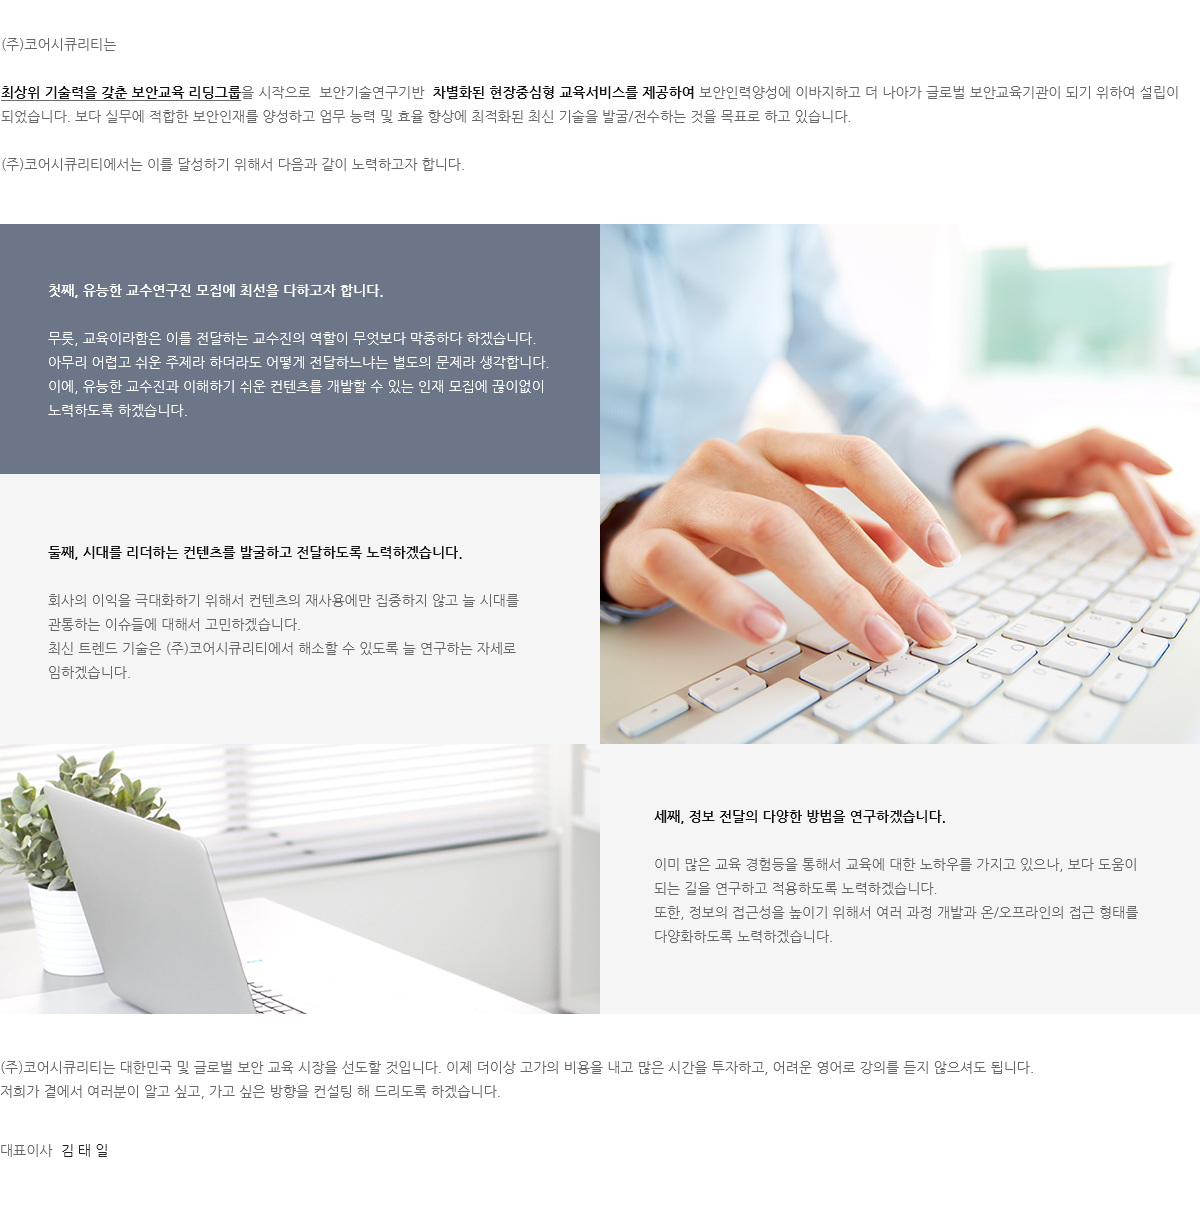 (주)코어시큐리티는
최상위 기술력을 갖춘 보안교육 리딩그룹을 시작으로 보안기술연구기반 차별화된 현장중심형 교육서비스를 제공하여 보안인력양성에 이바지하고 더 나아가 글로벌 보안교육기관이 되기 위하여 설립이
되었습니다. 보다 실무에 적합한 보안인재를 양성하고 업무 능력 및 효율 향상에 최적화된 최신 기술을 발굴/전수하는 것을 목표로 하고 있습니다.
(주)코어시큐리티에서는 이를 달성하기 위해서 다음과 같이 노력하고자 합니다.
첫째, 유능한 교수연구진 모집에 최선을 다하고자 합니다.
무릇, 교육이라함은 이를 전달하는 교수진의 역할이 무엇보다 막중하다 하겠습니다.
아무리 어렵고 쉬운 주제라 하더라도 어떻게 전달하느냐는 별도의 문제라 생각합니다.
이에, 유능한 교수진과 이해하기 쉬운 컨텐츠를 개발할 수 있는 인재 모집에 끊이없이
노력하도록 하겠습니다.
둘째, 시대를 리더하는 컨텐츠를 발굴하고 전달하도록 노력하겠습니다.
회사의 이익을 극대화하기 위해서 컨텐츠의 재사용에만 집중하지 않고 늘 시대를
관통하는 이슈들에 대해서 고민하겠습니다.
최신 트렌드 기술은 (주)코어시큐리티에서 해소할 수 있도록 늘 연구하는 자세로
임하겠습니다.
세째, 정보 전달의 다양한 방법을 연구하겠습니다.
이미 많은 교육 경험등을 통해서 교육에 대한 노하우를 가지고 있으나, 보다 도움이
되는 길을 연구하고 적용하도록 노력하겠습니다.
또한, 정보의 접근성을 높이기 위해서 여러 과정 개발과 온/오프라인의 접근 형태를
다양화하도록 노력하겠습니다.
(주)코어시큐리티는 대한민국 및 글로벌 보안 교육 시장을 선도할 것입니다. 이제 더이상 고가의 비용을 내고 많은 시간을 투자하고, 어려운 영어로 강의를 듣지 않으셔도 됩니다.
저희가 곁에서 여러분이 알고 싶고, 가고 싶은 방향을 컨설팅 해 드리도록 하겠습니다.
대표이사 김 태 일